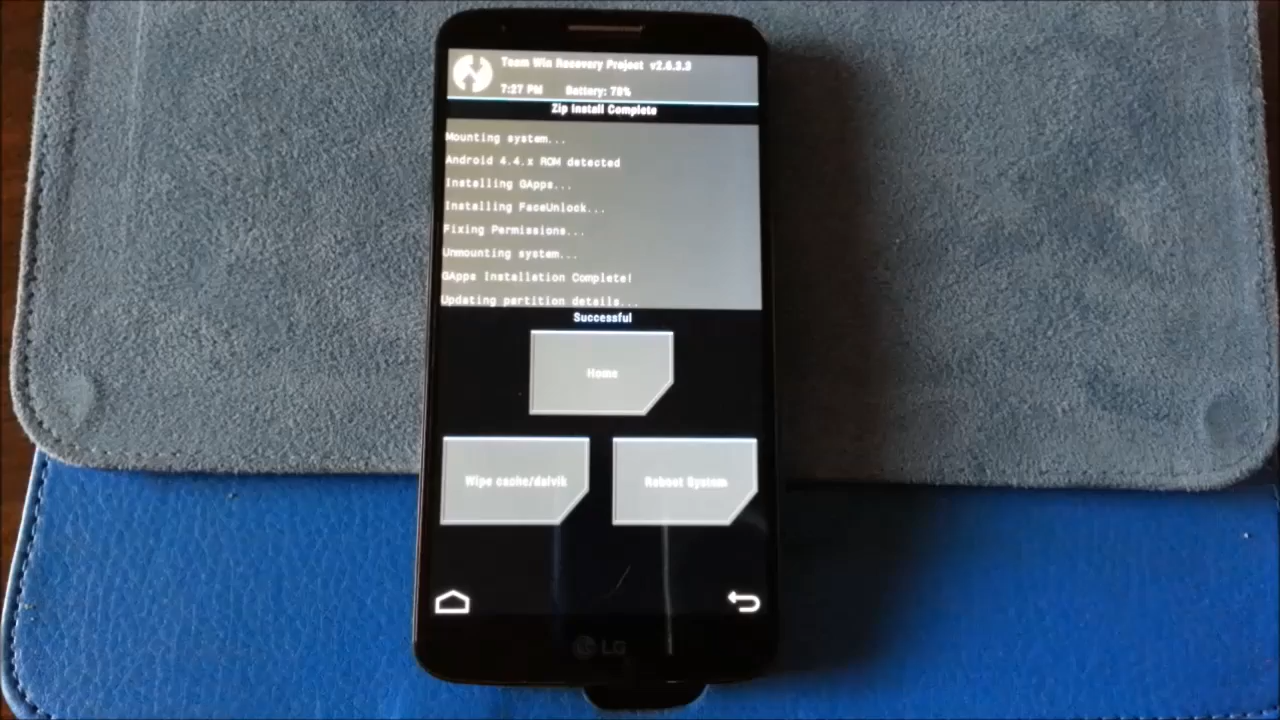 Team Win Recovery Project v2.6.3.3
7:27 PM Battery: 79%
Zip Install Complete
Mounting system...
Android 4.4.x ROM detected
Installing GApps...
Installing FaceUnlock...
Fixing Permissions...
Unmounting system...
GApps Installation Complete!
Updating partition details...
Successful
Home
Wipe cache/dalvik
Reboot System
LG